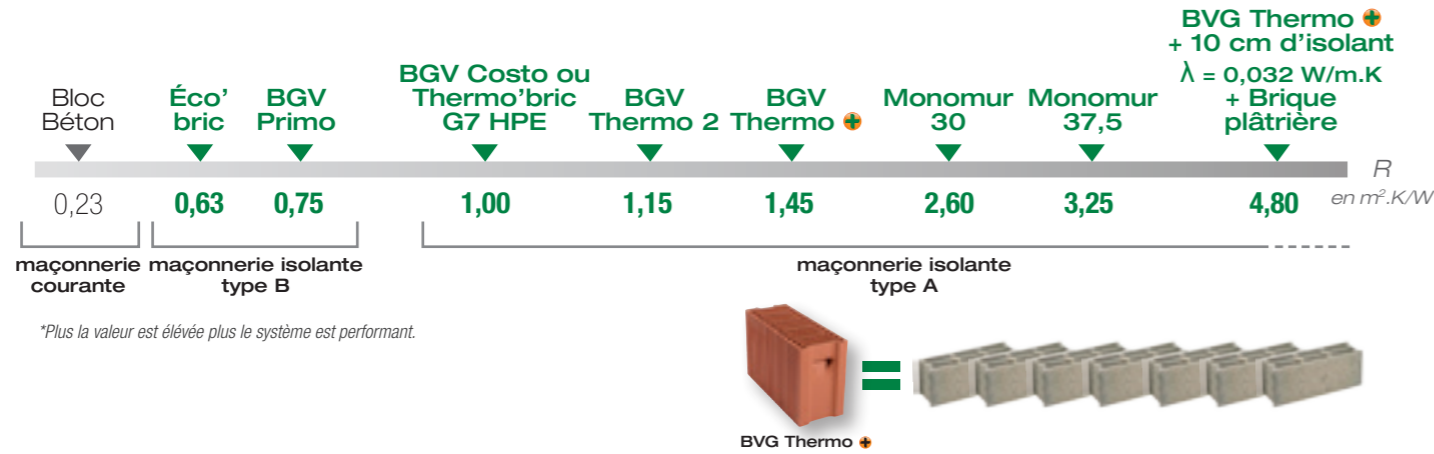 Bloc
Béton
Éco'
bric
BGV
Primo
BGV Costo ou
Thermo'bric
G7 HPE
BGV
Thermo 2
BGV
Thermo +
Monomur
30
Monomur
37,5
BVG Thermo +
+ 10 cm d'isolant
λ = 0,032 W/m.K
+ Brique
plâtrière
0,23
0,63
0,75
1,00
1,15
1,45
2,60
3,25
4,80
R
en m².K/W
maçonnerie
courante
maçonnerie isolante
type B
maçonnerie isolante
type A
*Plus la valeur est élévée plus le système est performant.
=
BVG Thermo +